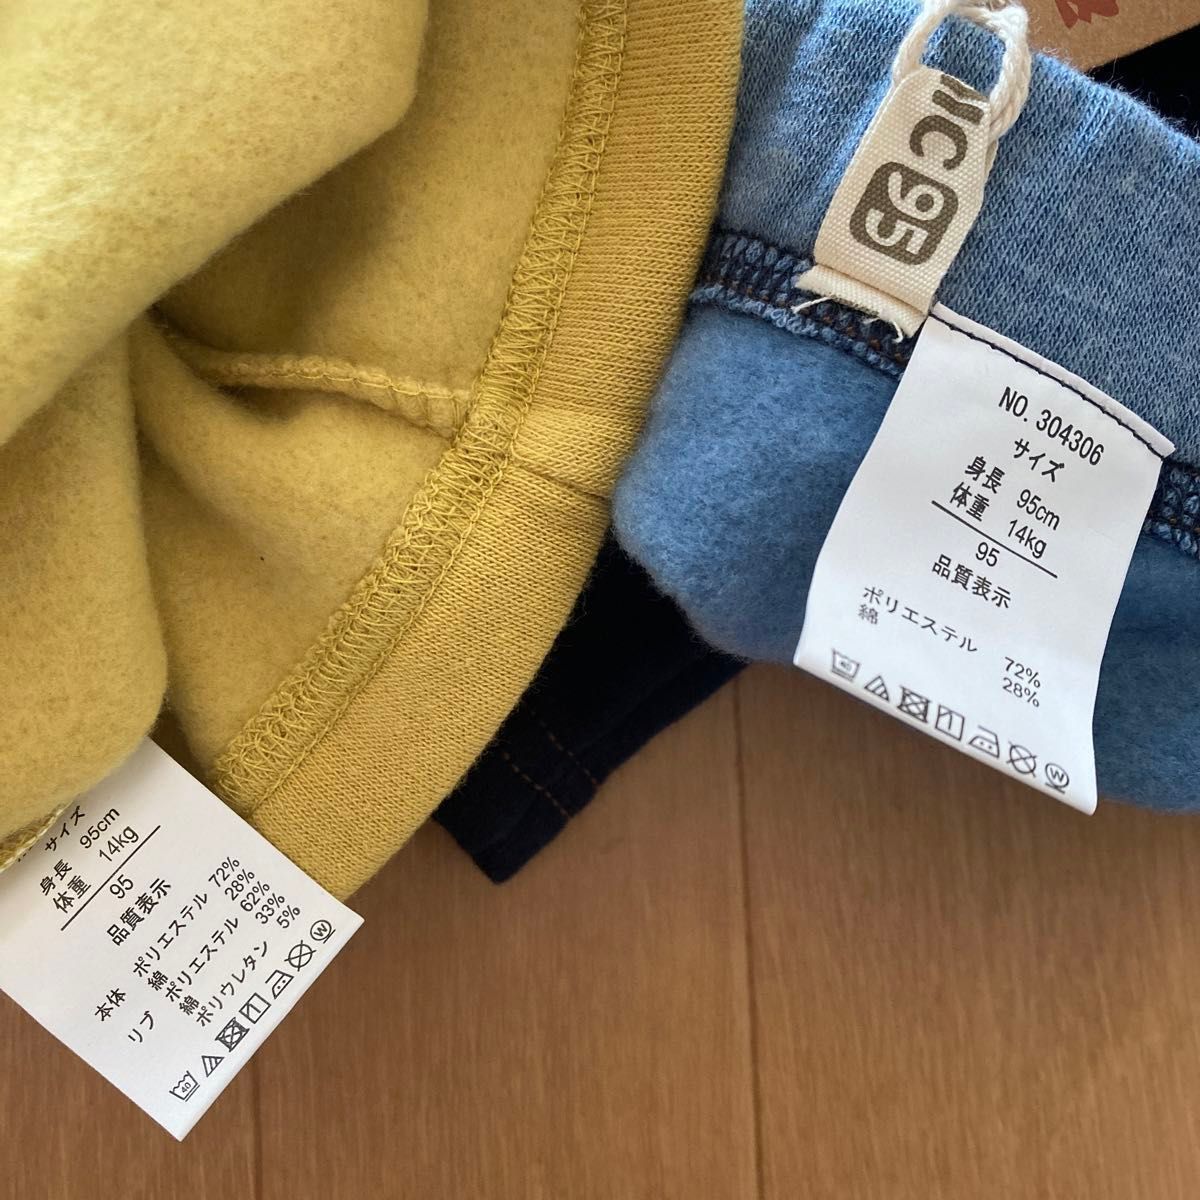 IC
95
NO. 304306
サイズ
身長 95cm
体重 14kg
95
品質表示
ポリエステル 72%
綿 28%
40
W
サイズ
身長 95cm
体重 14kg
95
品質表示
本体 ポリエステル 72%
綿 28%
リブ ポリエステル 62%
綿 33%
ポリウレタン 5%
40
W